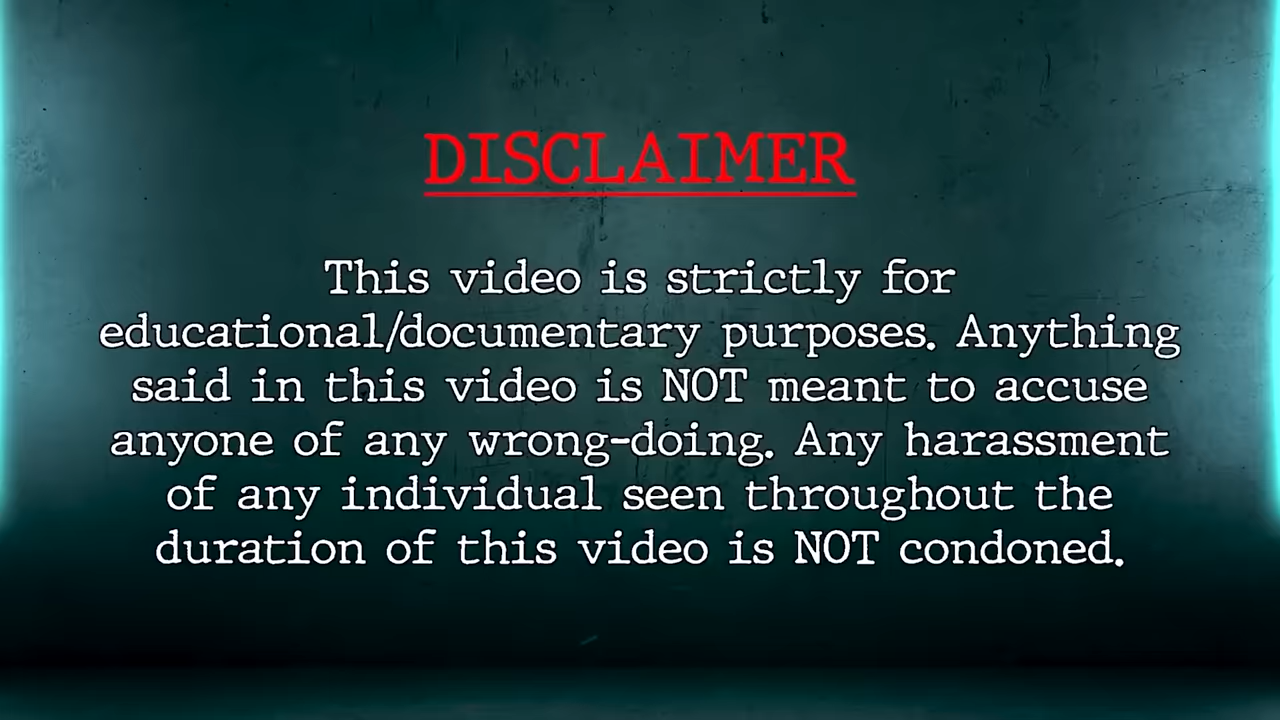 DISCLAIMER
This video is strictly for
educational/documentary purposes. Anything
said in this video is NOT meant to accuse
anyone of any wrong-doing. Any harassment
of any individual seen throughout the
duration of this video is NOT condoned.